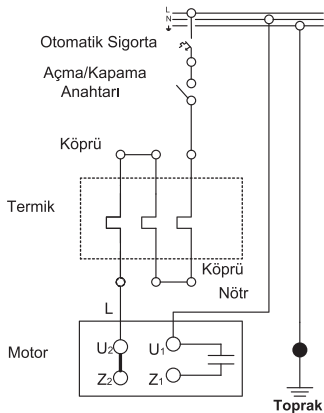 L
N
Otomatik Sigorta
Açma/Kapama
Anahtarı
Köprü
Termik
Köprü
Nötr
L
Motor
U2
U1
Z2
Z1
Toprak